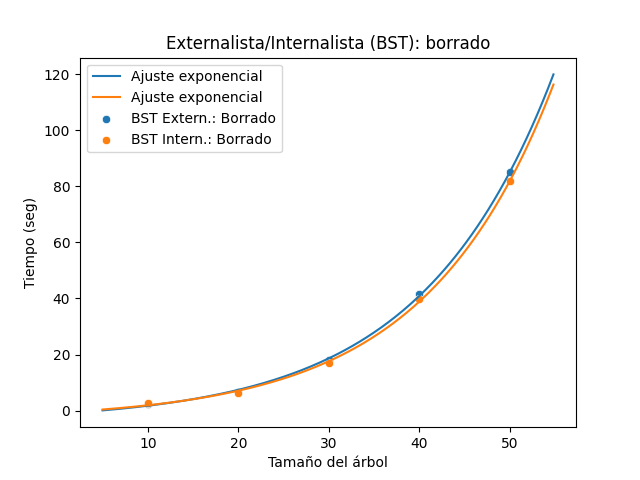 Externalista/Internalista (BST): borrado
Ajuste exponencial
Ajuste exponencial
BST Extern.: Borrado
BST Intern.: Borrado
120
100
80
60
40
20
0
Tiempo (seg)
10 20 30 40 50
Tamaño del árbol